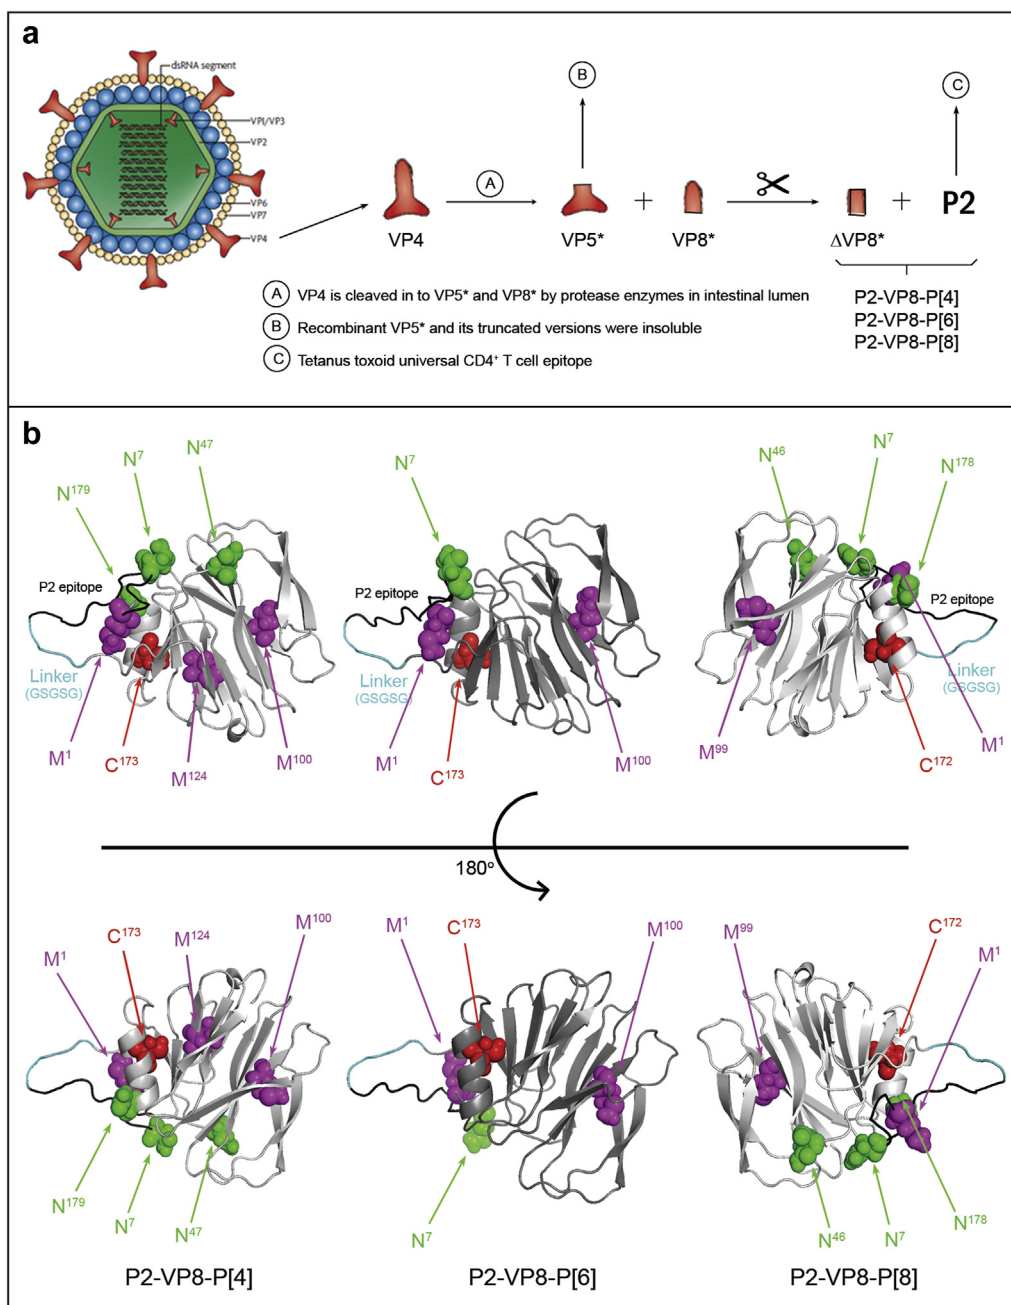 a
dsRNA segment
VP1/VP3
VP2
VP6
VP7
VP4
VP4
A
B
VP5*
+
VP8*
ΔVP8*
+
C
P2
P2-VP8-P[4]
P2-VP8-P[6]
P2-VP8-P[8]
A VP4 is cleaved in to VP5* and VP8* by protease enzymes in intestinal lumen
B Recombinant VP5* and its truncated versions were insoluble
C Tetanus toxoid universal CD4⁺ T cell epitope
b
N¹⁷⁹
N⁷
N⁴⁷
P2 epitope
Linker
(GSGSG)
M¹
C¹⁷³
M¹²⁴
M¹⁰⁰
N⁷
P2 epitope
Linker
(GSGSG)
M¹
C¹⁷³
M¹⁰⁰
N⁴⁶
N⁷
N¹⁷⁸
P2 epitope
Linker
(GSGSG)
M⁹⁹
C¹⁷²
M¹
180°
M¹
C¹⁷³
M¹²⁴
M¹⁰⁰
N¹⁷⁹
N⁷
N⁴⁷
M¹
C¹⁷³
M¹⁰⁰
N⁷
M⁹⁹
C¹⁷²
M¹
N⁴⁶
N⁷
N¹⁷⁸
P2-VP8-P[4]
P2-VP8-P[6]
P2-VP8-P[8]